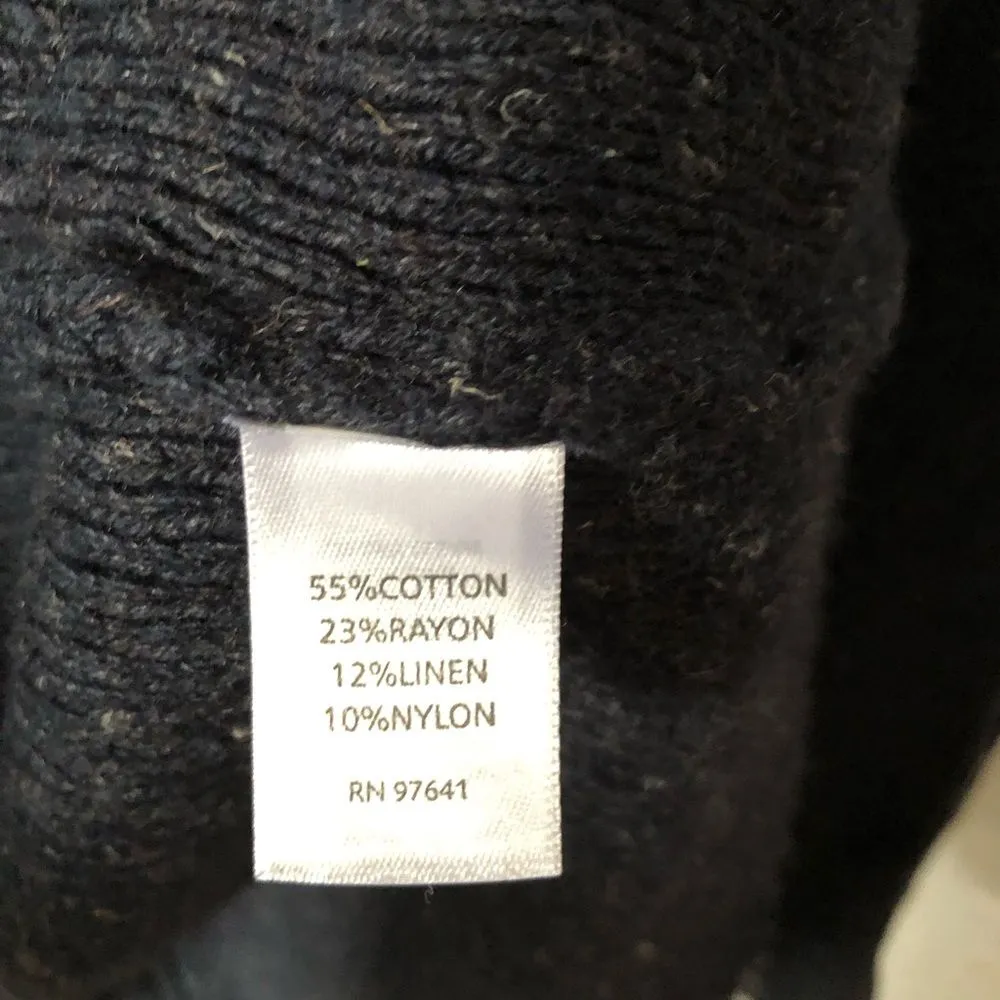 55%COTTON
23%RAYON
12%LINEN
10%NYLON
RN 97641